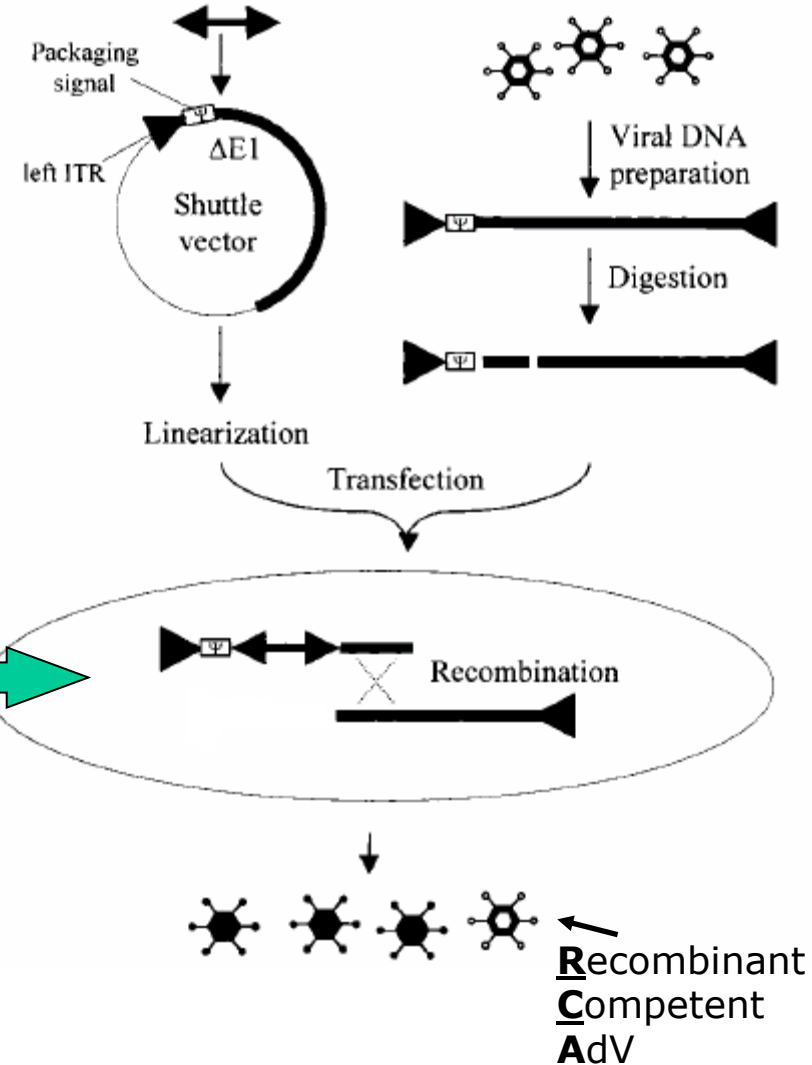 Packaging
signal
Ψ
left ITR
ΔE1
Shuttle
vector
Viral DNA
preparation
Ψ
Digestion
Ψ
Linearization
Transfection
Ψ
Recombination
Recombinant
Competent
AdV